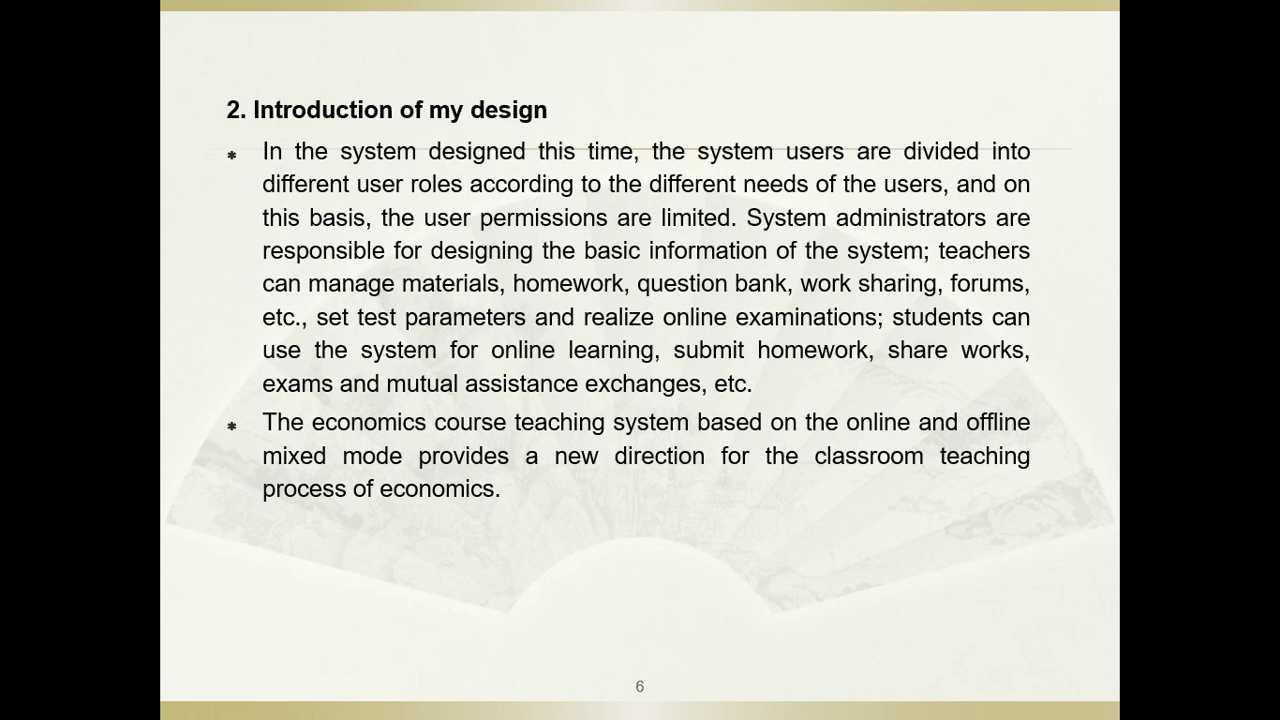 2. Introduction of my design
* In the system designed this time, the system users are divided into
different user roles according to the different needs of the users, and on
this basis, the user permissions are limited. System administrators are
responsible for designing the basic information of the system; teachers
can manage materials, homework, question bank, work sharing, forums,
etc., set test parameters and realize online examinations; students can
use the system for online learning, submit homework, share works,
exams and mutual assistance exchanges, etc.
* The economics course teaching system based on the online and offline
mixed mode provides a new direction for the classroom teaching
process of economics.
6